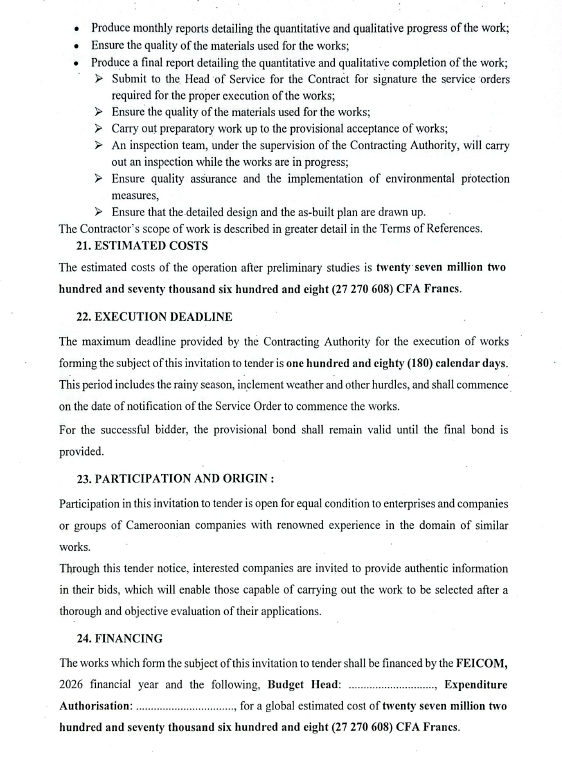 • Produce monthly reports detailing the quantitative and qualitative progress of the work;
• Ensure the quality of the materials used for the works;
• Produce a final report detailing the quantitative and qualitative completion of the work;
➢ Submit to the Head of Service for the Contract for signature the service orders
required for the proper execution of the works;
➢ Ensure the quality of the materials used for the works;
➢ Carry out preparatory work up to the provisional acceptance of works;
➢ An inspection team, under the supervision of the Contracting Authority, will carry
out an inspection while the works are in progress;
➢ Ensure quality assurance and the implementation of environmental protection
measures,
➢ Ensure that the detailed design and the as-built plan are drawn up.
The Contractor's scope of work is described in greater detail in the Terms of References.
21. ESTIMATED COSTS
The estimated costs of the operation after preliminary studies is twenty seven million two
hundred and seventy thousand six hundred and eight (27 270 608) CFA Francs.
22. EXECUTION DEADLINE
The maximum deadline provided by the Contracting Authority for the execution of works
forming the subject of this invitation to tender is one hundred and eighty (180) calendar days.
This period includes the rainy season, inclement weather and other hurdles, and shall commence
on the date of notification of the Service Order to commence the works.
For the successful bidder, the provisional bond shall remain valid until the final bond is
provided.
23. PARTICIPATION AND ORIGIN :
Participation in this invitation to tender is open for equal condition to enterprises and companies
or groups of Cameroonian companies with renowned experience in the domain of similar
works.
Through this tender notice, interested companies are invited to provide authentic information
in their bids, which will enable those capable of carrying out the work to be selected after a
thorough and objective evaluation of their applications.
24. FINANCING
The works which form the subject of this invitation to tender shall be financed by the FEICOM,
2026 financial year and the following, Budget Head: ............................., Expenditure
Authorisation: ................................., for a global estimated cost of twenty seven million two
hundred and seventy thousand six hundred and eight (27 270 608) CFA Francs.